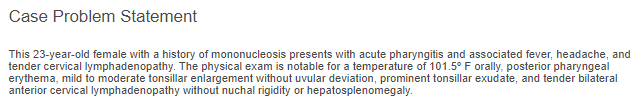 Case Problem Statement
This 23-year-old female with a history of mononucleosis presents with acute pharyngitis and associated fever, headache, and
tender cervical lymphadenopathy. The physical exam is notable for a temperature of 101.5° F orally, posterior pharyngeal
erythema, mild to moderate tonsillar enlargement without uvular deviation, prominent tonsillar exudate, and tender bilateral
anterior cervical lymphadenopathy without nuchal rigidity or hepatosplenomegaly.